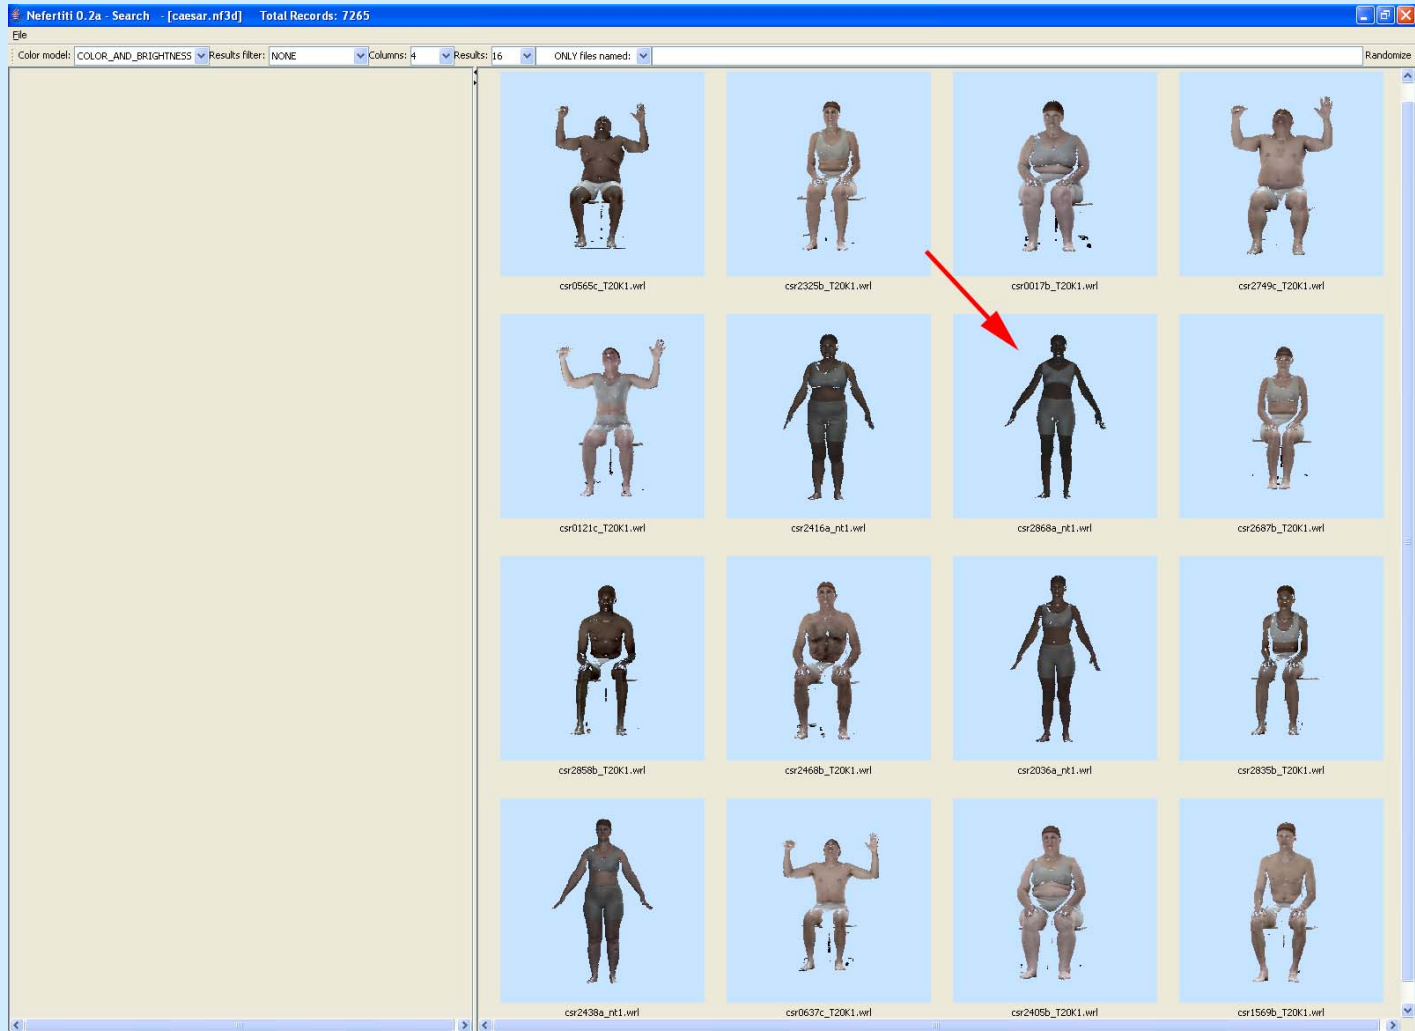 Nefertiti 0.2a - Search - [caesar.nf3d] Total Records: 7265
File
Color model: COLOR_AND_BRIGHTNESS Results filter: NONE Columns: 4 Results: 16 ONLY files named: Randomize
csr0565c_T20K1.wrl csr2325b_T20K1.wrl csr0017b_T20K1.wrl csr2749c_T20K1.wrl
csr0121c_T20K1.wrl csr2416a_nt1.wrl csr2868a_nt1.wrl csr2687b_T20K1.wrl
csr2858b_T20K1.wrl csr2468b_T20K1.wrl csr2036a_nt1.wrl csr2835b_T20K1.wrl
csr2438a_nt1.wrl csr0637c_T20K1.wrl csr2405b_T20K1.wrl csr1569b_T20K1.wrl